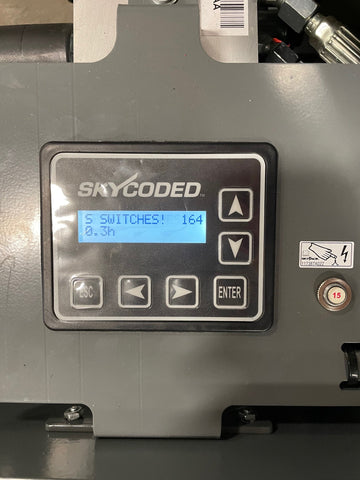 SKYCODED
S SWITCHES! 164
0.3h
ESC
ENTER
15